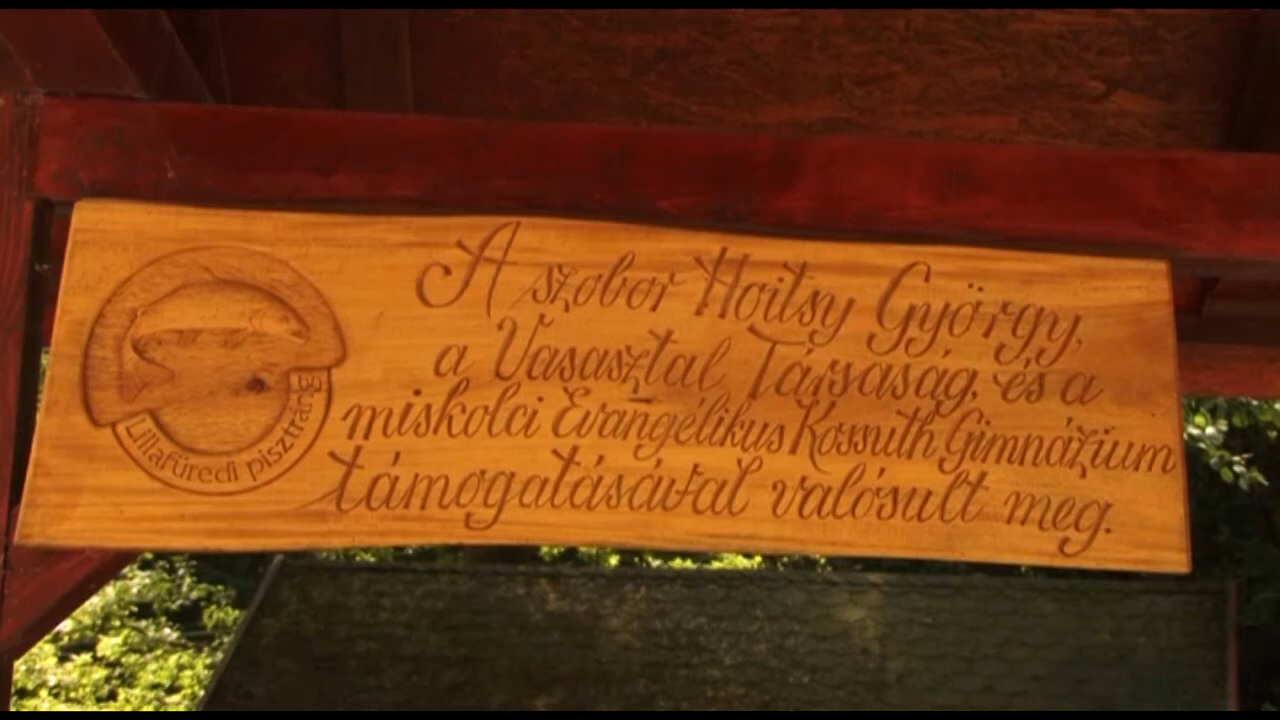 A szobor Hoitsy György,
a Vasasztal Társaság, és a
miskolci Evangélikus Kossuth Gimnázium
támogatásával valósult meg.
Lillafüredi pisztráng